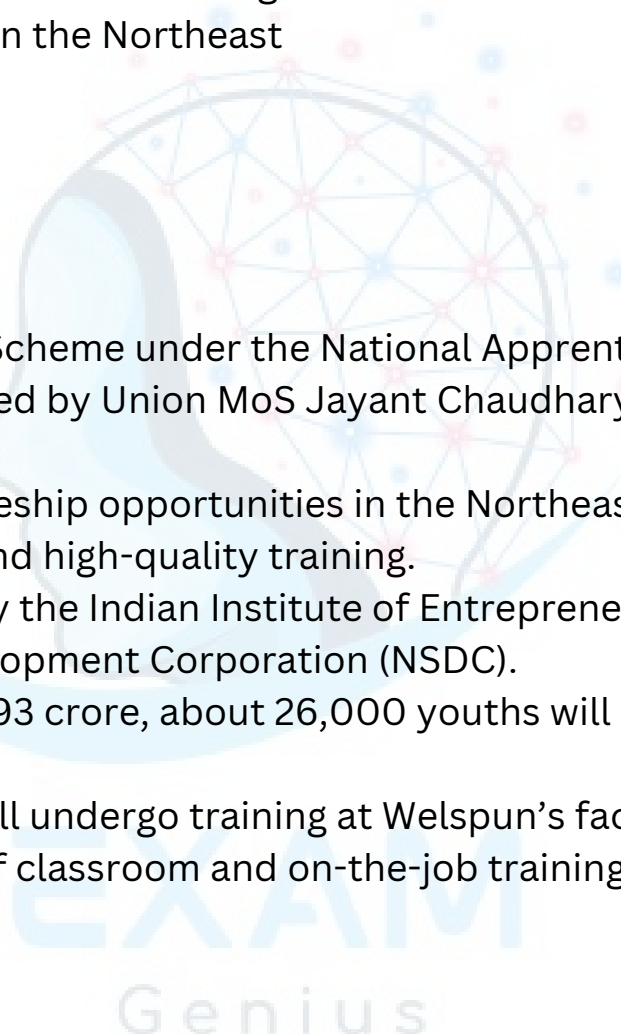 n the Northeast
Scheme under the National Apprent
ed by Union MoS Jayant Chaudhary
eship opportunities in the Northeas
nd high-quality training.
y the Indian Institute of Entreprene
opment Corporation (NSDC).
93 crore, about 26,000 youths will
ll undergo training at Welspun’s fac
f classroom and on-the-job training
EXAM
Genius